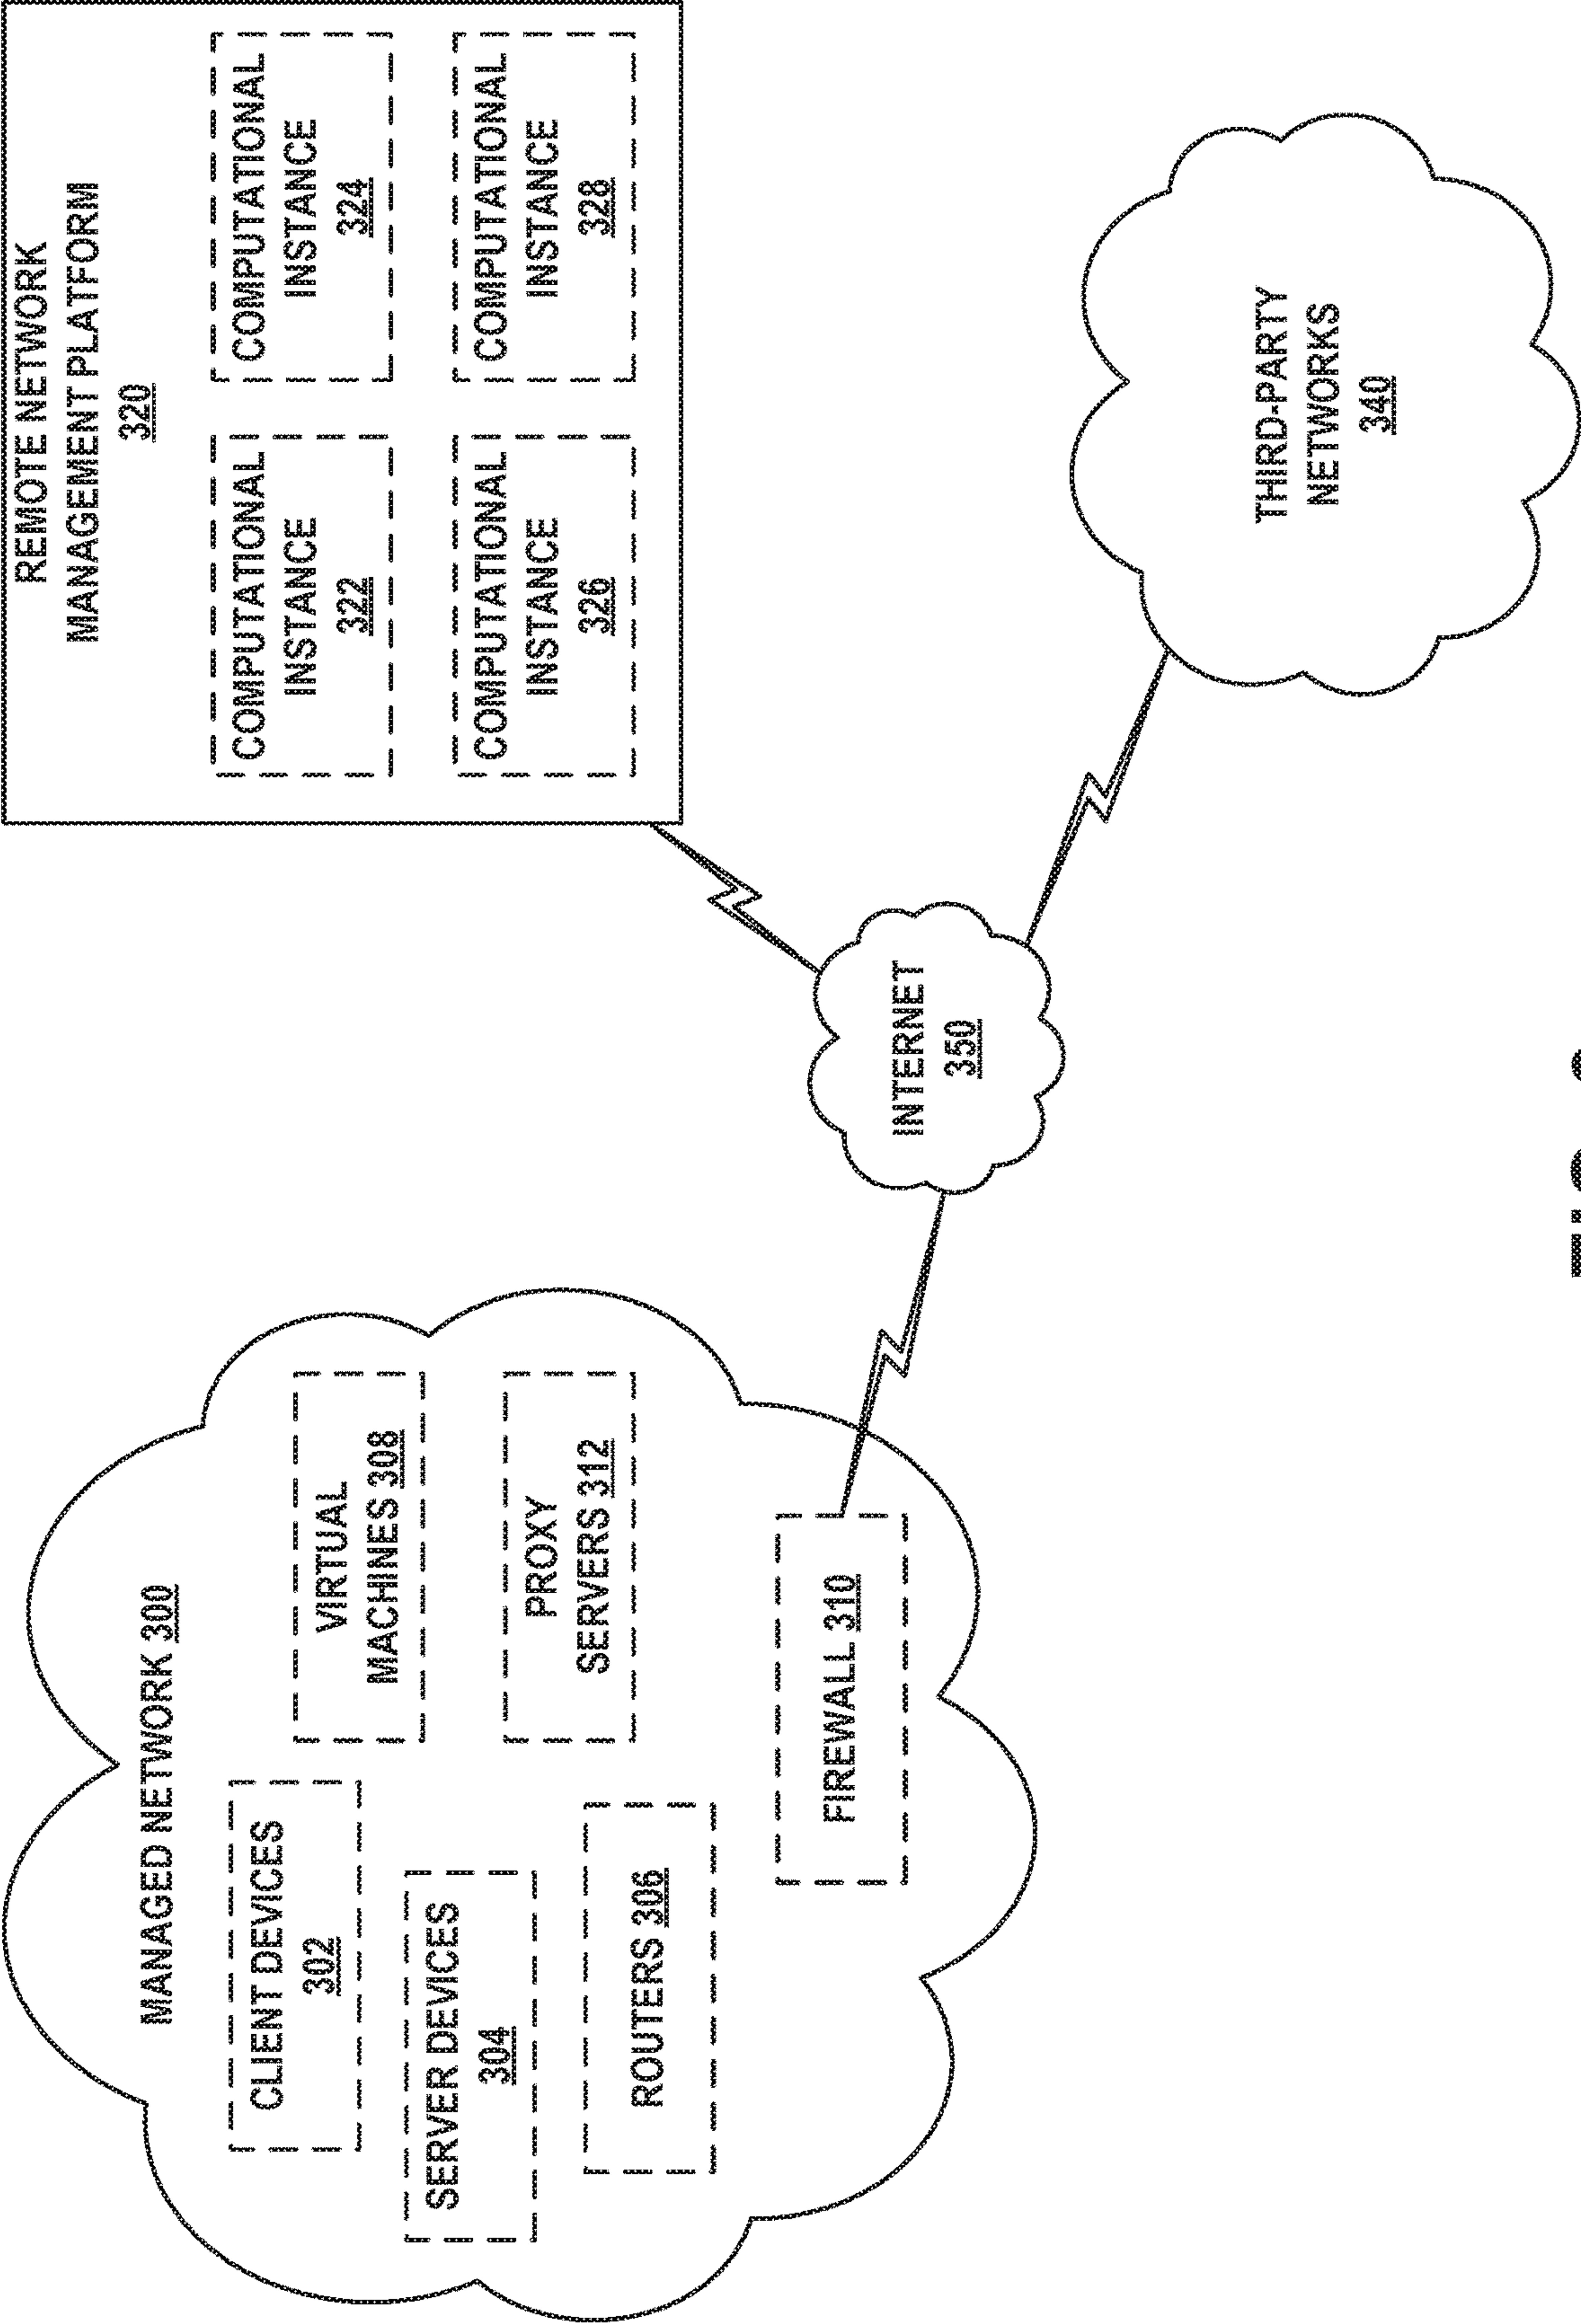 MANAGED NETWORK 300
CLIENT DEVICES
302
VIRTUAL
MACHINES 308
SERVER DEVICES
304
PROXY
SERVERS 312
ROUTERS 306
FIREWALL 310
INTERNET
350
REMOTE NETWORK
MANAGEMENT PLATFORM
320
COMPUTATIONAL
INSTANCE
322
COMPUTATIONAL
INSTANCE
324
COMPUTATIONAL
INSTANCE
326
COMPUTATIONAL
INSTANCE
328
THIRD-PARTY
NETWORKS
340